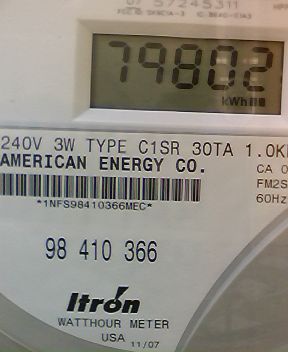 79802
kWh
240V 3W TYPE C1SR 30TA 1.0K
AMERICAN ENERGY CO.
CA 0
*1NFS98410366MEC*
FM2S
60Hz
98 410 366
Itron
WATTHOUR METER
USA 11/07